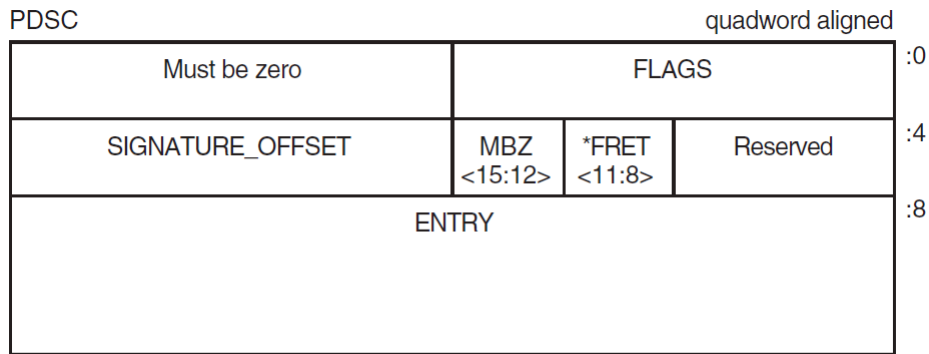 PDSC quadword aligned
Must be zero FLAGS :0
SIGNATURE_OFFSET MBZ *FRET Reserved :4
<15:12> <11:8>
ENTRY :8